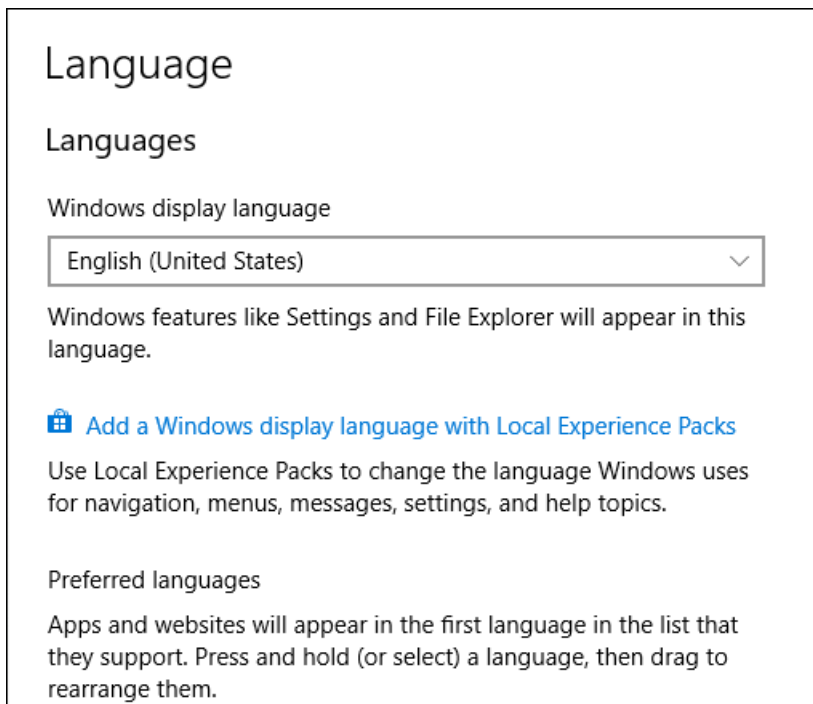 Language
Languages
Windows display language
English (United States)
Windows features like Settings and File Explorer will appear in this
language.
Add a Windows display language with Local Experience Packs
Use Local Experience Packs to change the language Windows uses
for navigation, menus, messages, settings, and help topics.
Preferred languages
Apps and websites will appear in the first language in the list that
they support. Press and hold (or select) a language, then drag to
rearrange them.